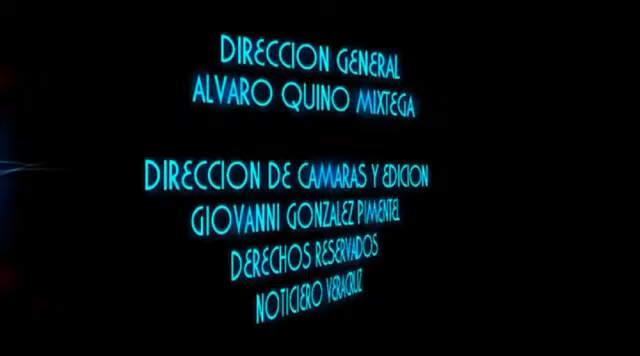 DIRECCION GENERAL
ALVARO QUINO MIXTEGA
DIRECCION DE CAMARAS Y EDICION
GIOVANNI GONZALEZ PIMENTEL
DERECHOS RESERVADOS
NOTICIERO VERACRUZ